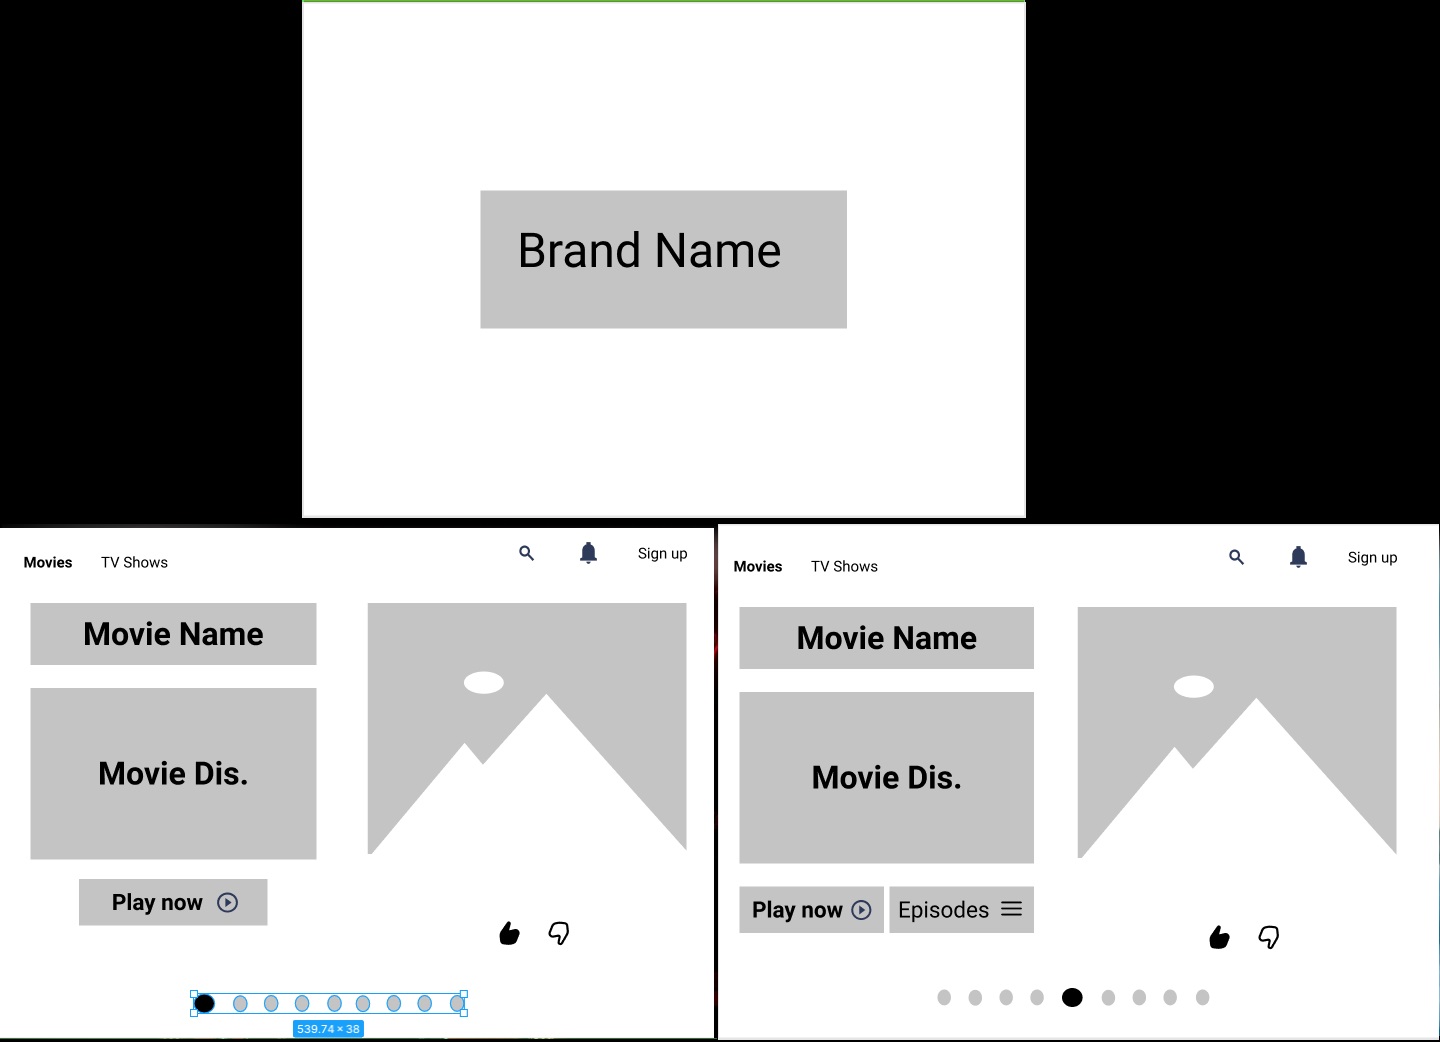 Brand Name
Movies TV Shows Sign up
Movie Name
Movie Dis.
Play now
539.74 × 38
Movies TV Shows Sign up
Movie Name
Movie Dis.
Play now Episodes